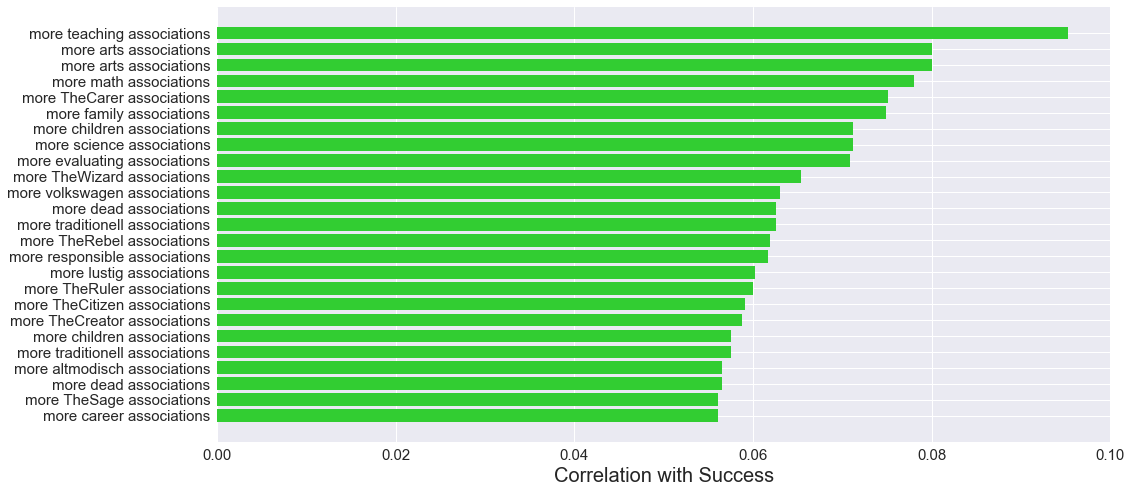 more teaching associations
more arts associations
more arts associations
more math associations
more TheCarer associations
more family associations
more children associations
more science associations
more evaluating associations
more TheWizard associations
more volkswagen associations
more dead associations
more traditionell associations
more TheRebel associations
more responsible associations
more lustig associations
more TheRuler associations
more TheCitizen associations
more TheCreator associations
more children associations
more traditionell associations
more altmodisch associations
more dead associations
more TheSage associations
more career associations
0.00 0.02 0.04 0.06 0.08 0.10
Correlation with Success